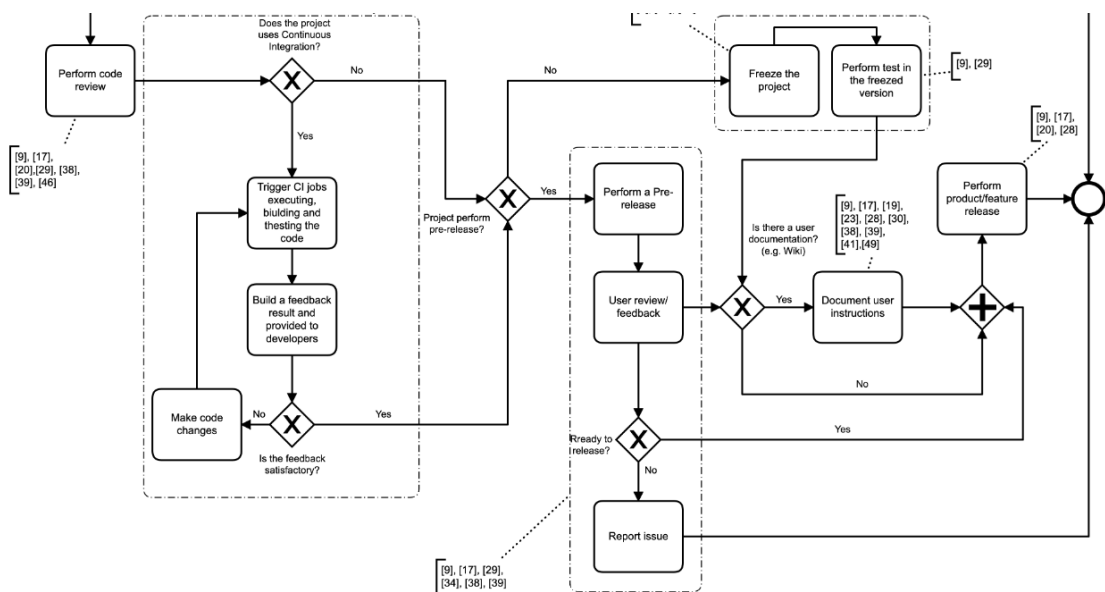 Does the project
uses Continuous
Integration?
Perform code
review
No
Yes
[9], [17],
[20],[29], [38],
[39], [46]
Trigger CI jobs
executing,
biulding and
thesting the
code
Build a feedback
result and
provided to
developers
Make code
changes
No
Yes
Is the feedback
satisfactory?
Project perform
pre-release?
No
Yes
Freeze the
project
Perform test in
the freezed
version
[9], [29]
Perform a Pre-
release
User review/
feedback
Rready to
release?
No
Yes
Report issue
[9], [17], [29],
[34], [38], [39]
Is there a user
documentation?
(e.g. Wiki)
Yes
No
[9], [17], [19],
[23], [28], [30],
[38], [39],
[41],[49]
Document user
instructions
[9], [17],
[20], [28]
Perform
product/feature
release